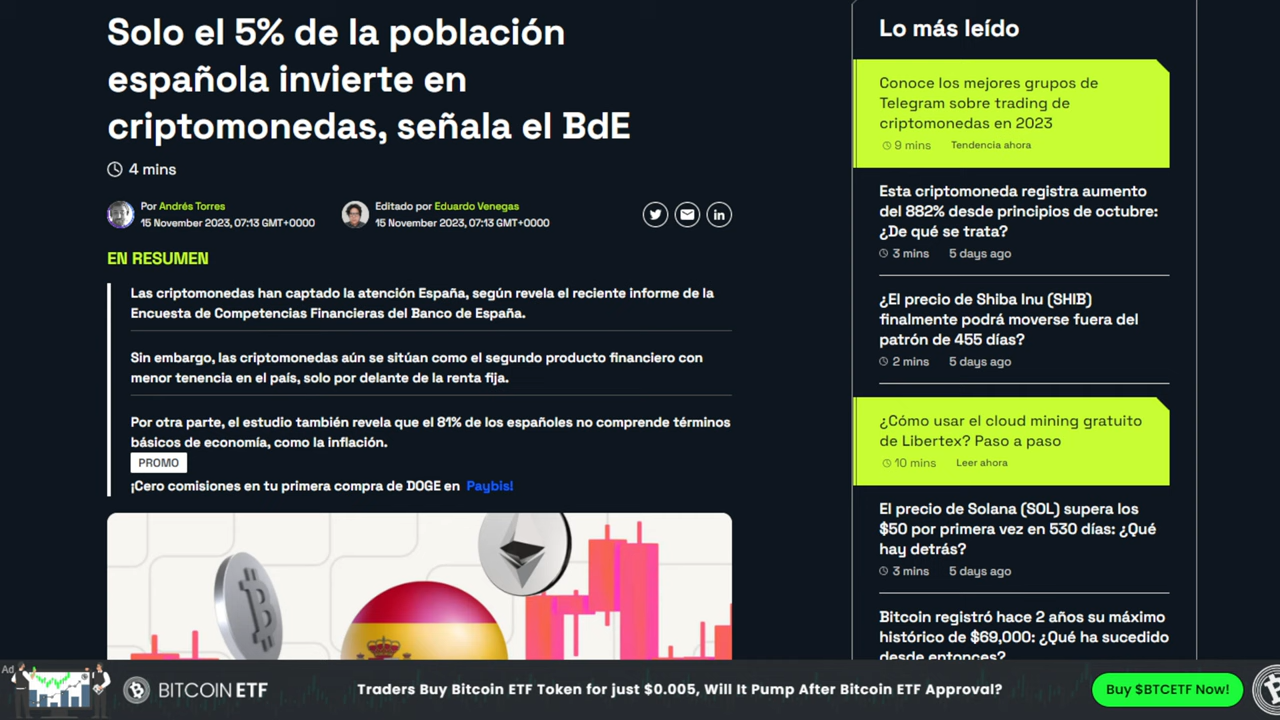 Solo el 5% de la población
española invierte en
criptomonedas, señala el BdE
4 mins
Por Andrés Torres
15 November 2023, 07:13 GMT+0000
Editado por Eduardo Venegas
15 November 2023, 07:13 GMT+0000
EN RESUMEN
Las criptomonedas han captado la atención España, según revela el reciente informe de la
Encuesta de Competencias Financieras del Banco de España.
Sin embargo, las criptomonedas aún se sitúan como el segundo producto financiero con
menor tenencia en el país, solo por delante de la renta fija.
Por otra parte, el estudio también revela que el 81% de los españoles no comprende términos
básicos de economía, como la inflación.
PROMO
¡Cero comisiones en tu primera compra de DOGE en Paybis!
Lo más leído
Conoce los mejores grupos de
Telegram sobre trading de
criptomonedas en 2023
9 mins Tendencia ahora
Esta criptomoneda registra aumento
del 882% desde principios de octubre:
¿De qué se trata?
3 mins 5 days ago
¿El precio de Shiba Inu (SHIB)
finalmente podrá moverse fuera del
patrón de 455 días?
2 mins 5 days ago
¿Cómo usar el cloud mining gratuito
de Libertex? Paso a paso
10 mins Leer ahora
El precio de Solana (SOL) supera los
$50 por primera vez en 530 días: ¿Qué
hay detrás?
3 mins 5 days ago
Bitcoin registró hace 2 años su máximo
histórico de $69,000: ¿Qué ha sucedido
desde entonces?
Ad
BITCOIN ETF
Traders Buy Bitcoin ETF Token for just $0.005, Will It Pump After Bitcoin ETF Approval?
Buy $BTCETF Now!